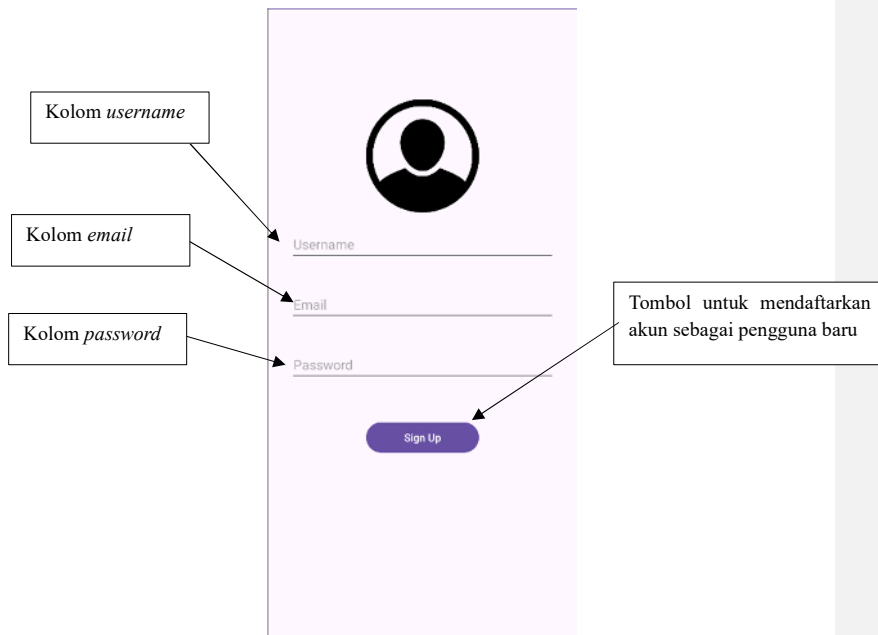 Kolom username
Username
Kolom email
Email
Kolom password
Password
Tombol untuk mendaftarkan
akun sebagai pengguna baru
Sign Up